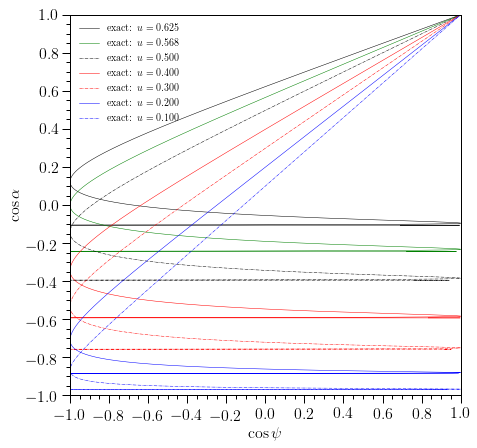 1.0
0.8
0.6
0.4
0.2
0.0
−0.2
−0.4
−0.6
−0.8
−1.0
cos α
exact: u = 0.625
exact: u = 0.568
exact: u = 0.500
exact: u = 0.400
exact: u = 0.300
exact: u = 0.200
exact: u = 0.100
−1.0 −0.8 −0.6 −0.4 −0.2 0.0 0.2 0.4 0.6 0.8 1.0
cos ψ